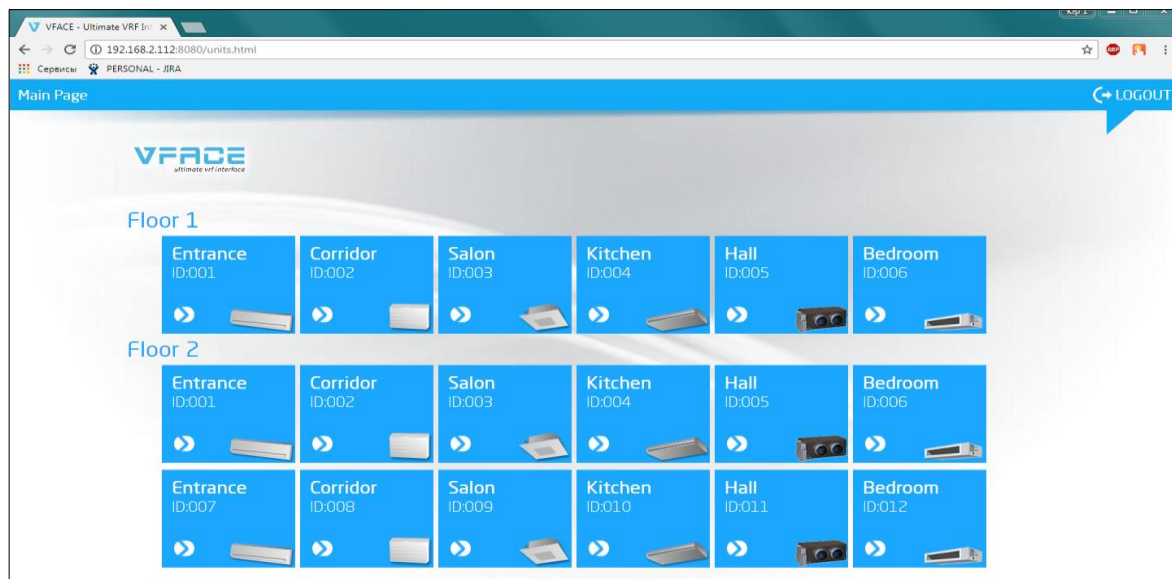 VFACE - Ultimate VRF Int
192.168.2.112:8080/units.html
ABP
Сервисы PERSONAL - JIRA
Main Page LOGOUT
VFACE
ultimate vrf interface
Floor 1
Entrance Corridor Salon Kitchen Hall Bedroom
ID:001 ID:002 ID:003 ID:004 ID:005 ID:006
Floor 2
Entrance Corridor Salon Kitchen Hall Bedroom
ID:001 ID:002 ID:003 ID:004 ID:005 ID:006
Entrance Corridor Salon Kitchen Hall Bedroom
ID:007 ID:008 ID:009 ID:010 ID:011 ID:012